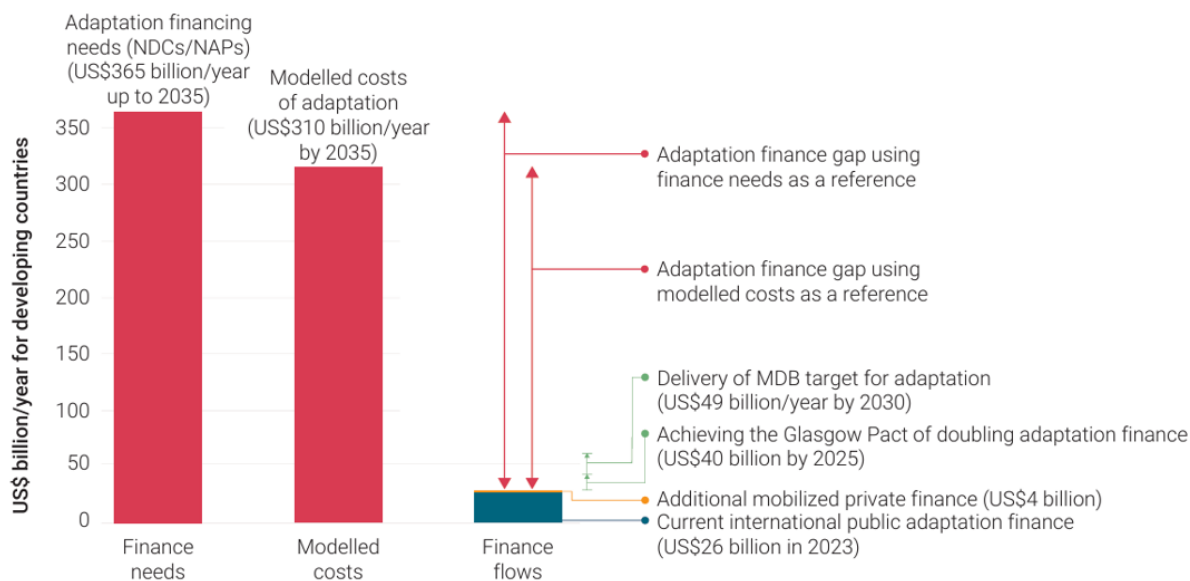 Adaptation financing
needs (NDCs/NAPs)
(US$365 billion/year
up to 2035)
Modelled costs
of adaptation
(US$310 billion/year
by 2035)
US$ billion/year for developing countries
350
300
250
200
150
100
50
0
Finance
needs
Modelled
costs
Finance
flows
Adaptation finance gap using
finance needs as a reference
Adaptation finance gap using
modelled costs as a reference
Delivery of MDB target for adaptation
(US$49 billion/year by 2030)
Achieving the Glasgow Pact of doubling adaptation finance
(US$40 billion by 2025)
Additional mobilized private finance (US$4 billion)
Current international public adaptation finance
(US$26 billion in 2023)